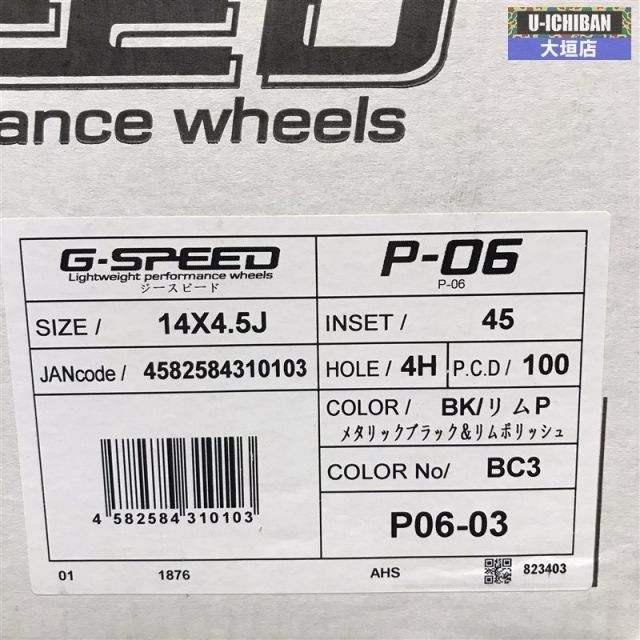 U-ICHIBAN
大垣店
ance wheels
G-SPEED
Lightweight performance wheels
ジースピード
P-06
P-06
SIZE / 14X4.5J
INSET / 45
JANcode / 4582584310103
HOLE / 4H P.C.D / 100
COLOR / BK/リムP
メタリックブラック&リムポリッシュ
COLOR No/ BC3
4 582584 310103
P06-03
01 1876 AHS 823403